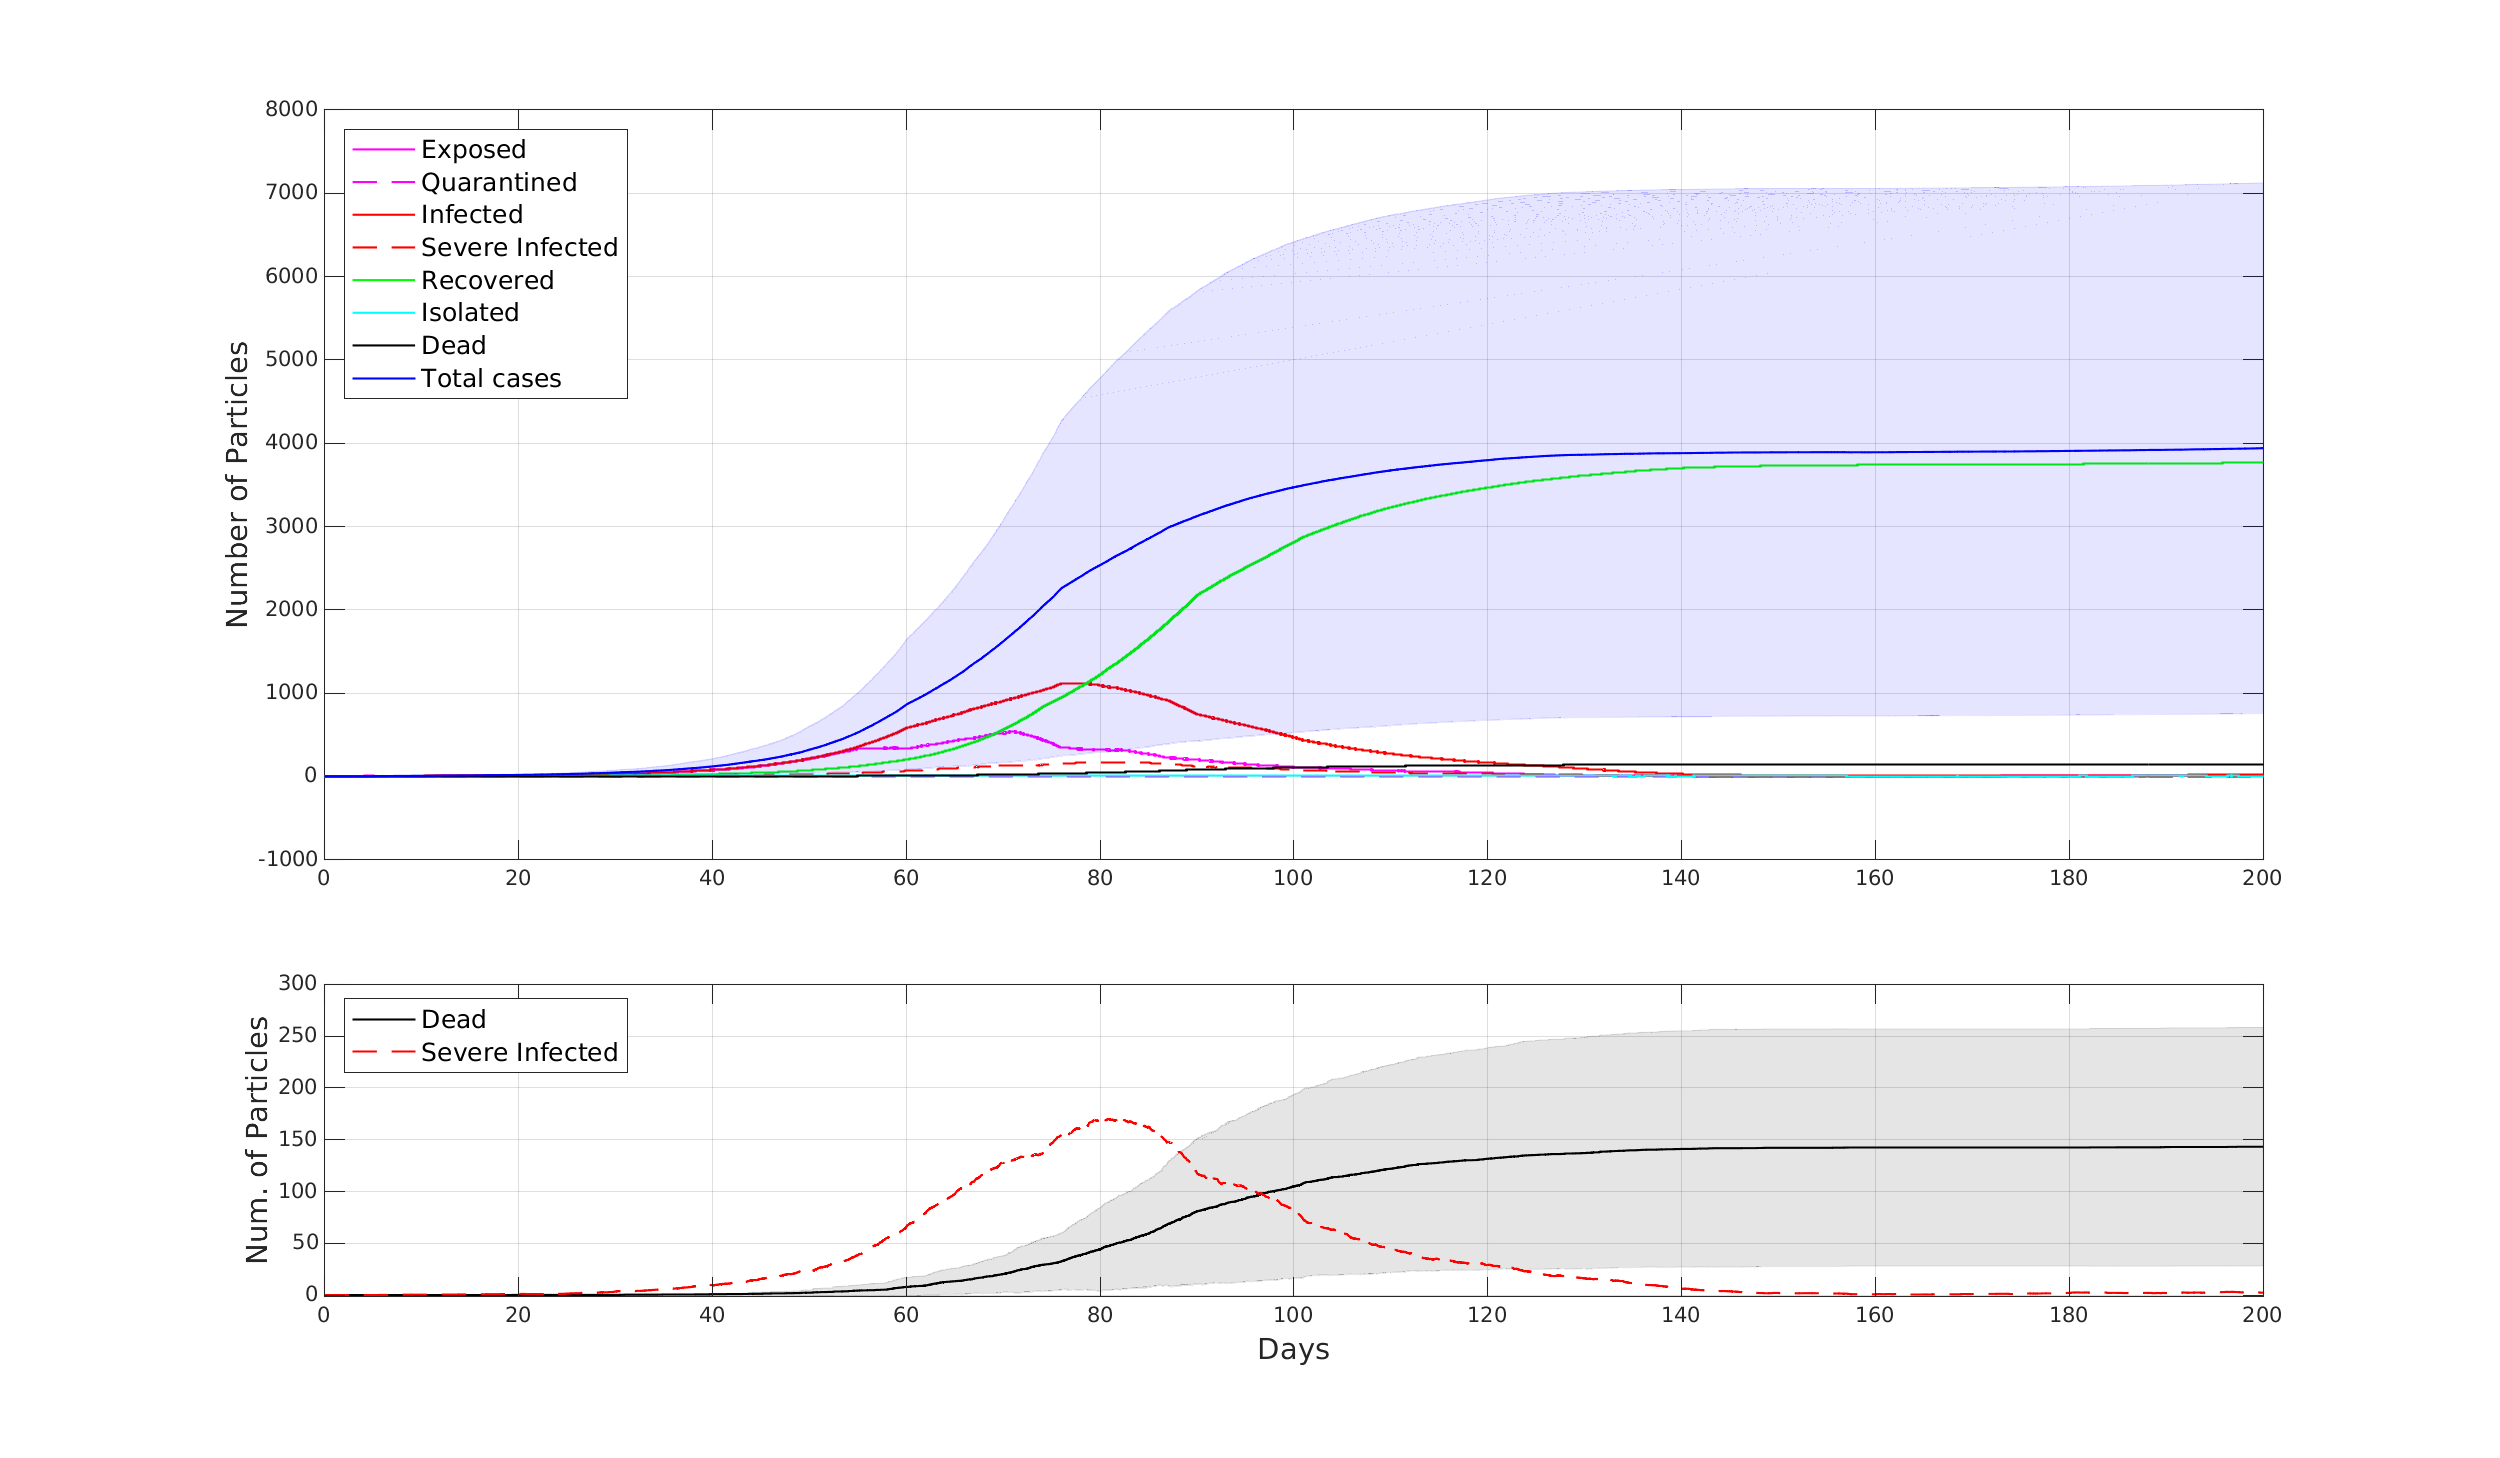 8000
7000
6000
5000
4000
3000
2000
1000
0
-1000
Number of Particles
Exposed
Quarantined
Infected
Severe Infected
Recovered
Isolated
Dead
Total cases
0 20 40 60 80 100 120 140 160 180 200
300
250
200
150
100
50
0
Num. of Particles
Dead
Severe Infected
0 20 40 60 80 100 120 140 160 180 200
Days